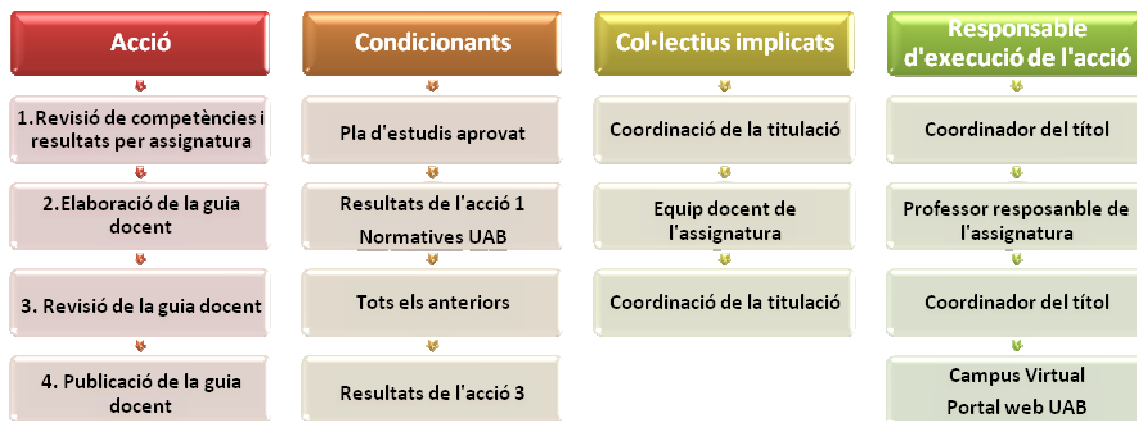 Acció
1.Revisió de competències i
resultats per assignatura
2.Elaboració de la guia
docent
3. Revisió de la guia docent
4. Publicació de la guia
docent
Condicionants
Pla d'estudis aprovat
Resultats de l'acció 1
Normatives UAB
Tots els anteriors
Resultats de l'acció 3
Col·lectius implicats
Coordinació de la titulació
Equip docent de
l'assignatura
Coordinació de la titulació
Responsable
d'execució de l'acció
Coordinador del títol
Professor resposanble de
l'assignatura
Coordinador del títol
Campus Virtual
Portal web UAB